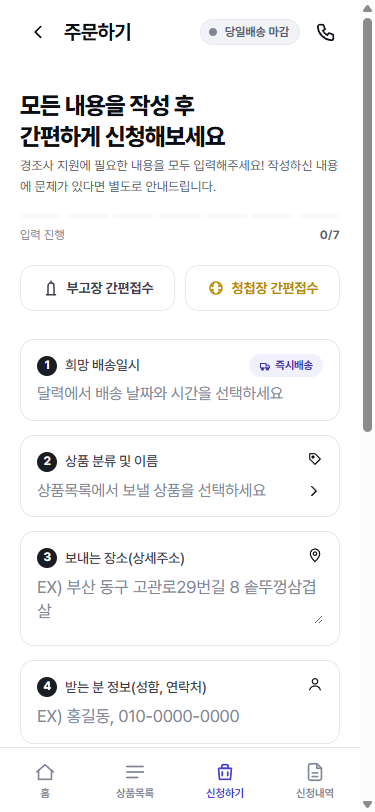 주문하기
당일배송 마감
모든 내용을 작성 후
간편하게 신청해보세요
경조사 지원에 필요한 내용을 모두 입력해주세요! 작성하신 내용
에 문제가 있다면 별도로 안내드립니다.
입력 진행
0/7
부고장 간편접수
청첩장 간편접수
1 희망 배송일시
즉시배송
달력에서 배송 날짜와 시간을 선택하세요
2 상품 분류 및 이름
상품목록에서 보낼 상품을 선택하세요
3 보내는 장소(상세주소)
EX) 부산 동구 고관로29번길 8 솥뚜껑삼겹
살
4 받는 분 정보(성함, 연락처)
EX) 홍길동, 010-0000-0000
홈
상품목록
신청하기
신청내역